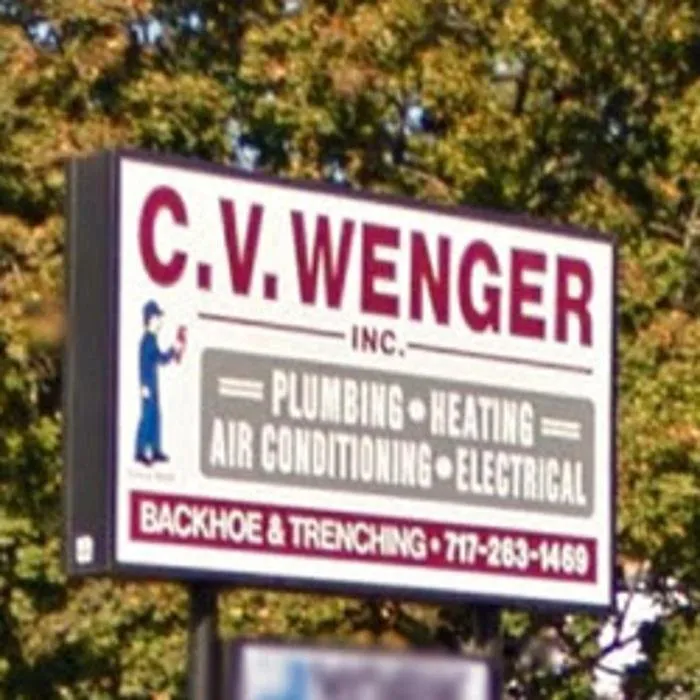 C.V. WENGER
INC.
PLUMBING • HEATING
AIR CONDITIONING • ELECTRICAL
BACKHOE & TRENCHING • 717-263-1469